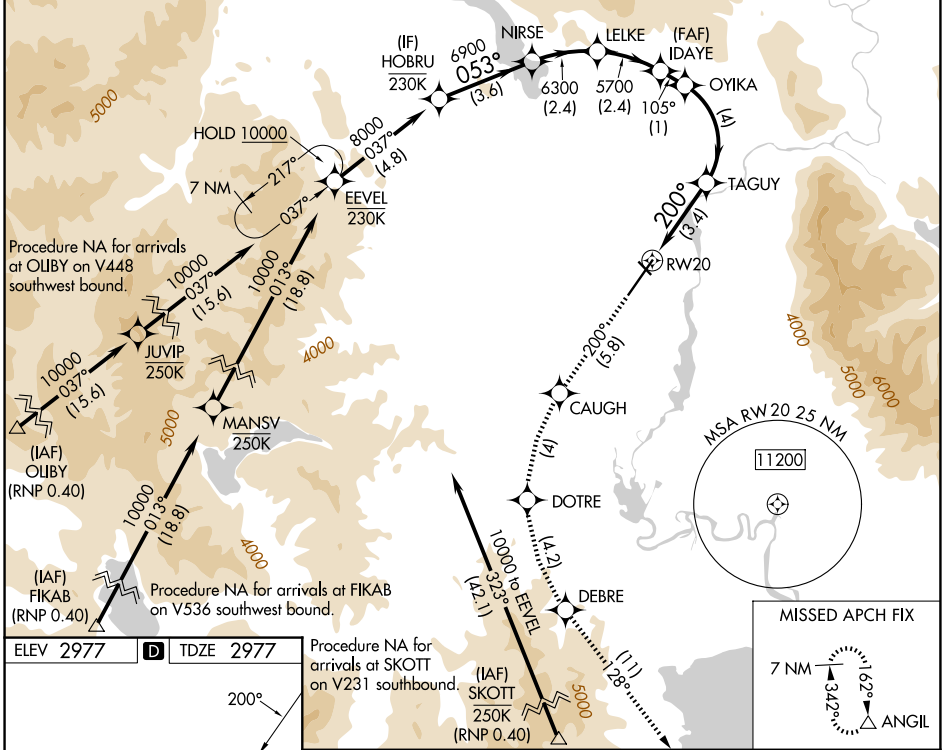 NIRSE
LELKE
(FAF)
IDAYE
OYIKA
(IF)
HOBRU
230K
6900
053°
(3.6)
6300
(2.4)
5700
(2.4)
105°
(1)
(4)
5000
HOLD 10000
8000
037°
(4.8)
217°
7 NM
037°
EEVEL
230K
TAGUY
200°
(3.4)
RW20
Procedure NA for arrivals
at OLIBY on V448
southwest bound.
10000
037°
(15.6)
10000
013°
(18.8)
JUVIP
250K
4000
10000
037°
(15.6)
(IAF)
OLIBY
(RNP 0.40)
5000
MANSV
250K
200°
(5.8)
CAUGH
(4)
4000
5000
6000
MSA RW 20 25 NM
11200
10000
013°
(18.8)
4000
DOTRE
(4.2)
10000 to EEVEL
323°
(42.1)
(IAF)
FIKAB
(RNP 0.40)
Procedure NA for arrivals at FIKAB
on V536 southwest bound.
DEBRE
(11)
128°
ELEV 2977
D
TDZE 2977
200°
Procedure NA for
arrivals at SKOTT
on V231 southbound.
(IAF)
SKOTT
250K
(RNP 0.40)
5000
MISSED APCH FIX
7 NM
162°
342°
ANGIL